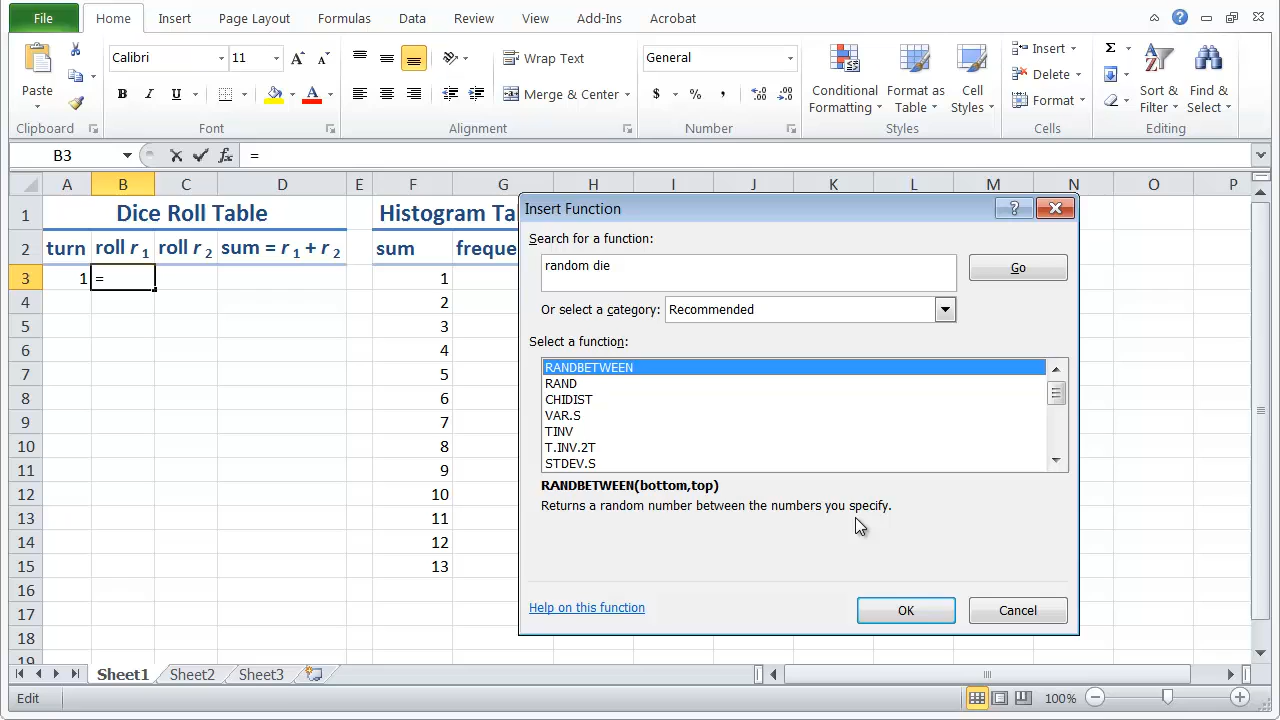 File Home Insert Page Layout Formulas Data Review View Add-Ins Acrobat
Calibri 11 Wrap Text General Insert
Paste B I U Merge & Center $ % , Conditional Formatting Format as Table Cell Styles Delete Format Sort & Filter Find & Select
Clipboard Font Alignment Number Styles Cells Editing
B3 fx =
A B C D E F G H I J K L M N O P
1 Dice Roll Table Histogram Ta
2 turn roll r 1 roll r 2 sum = r 1 + r 2 sum freque
3 1 = 1
4 2
5 3
6 4
7 5
8 6
9 7
10 8
11 9
12 10
13 11
14 12
15 13
16
17
18
19
Insert Function
Search for a function:
random die
Go
Or select a category: Recommended
Select a function:
RANDBETWEEN
RAND
CHIDIST
VAR.S
TINV
T.INV.2T
STDEV.S
RANDBETWEEN(bottom,top)
Returns a random number between the numbers you specify.
Help on this function OK Cancel
Sheet1 Sheet2 Sheet3
Edit 100%